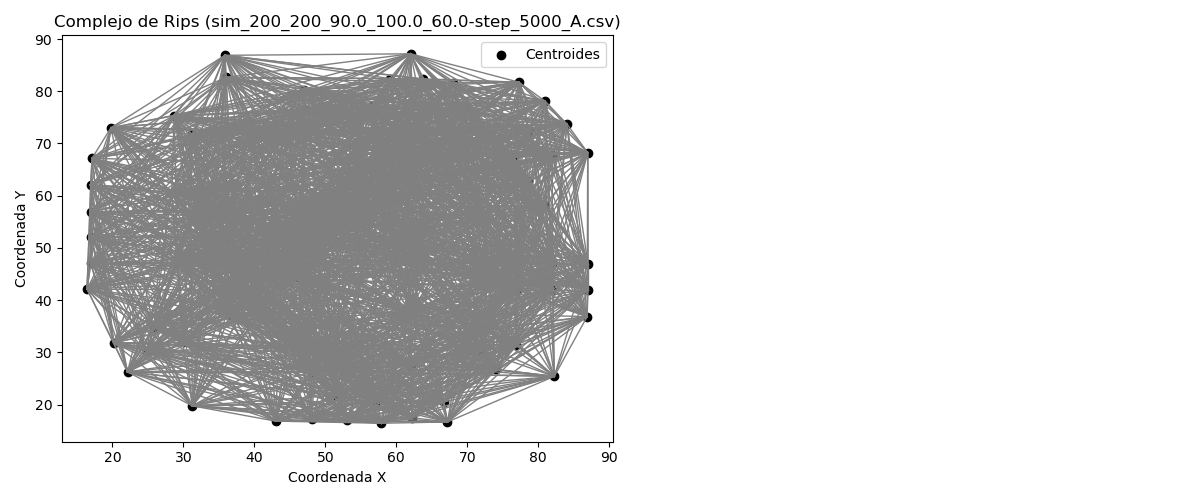 Complejo de Rips (sim_200_200_90.0_100.0_60.0-step_5000_A.csv)
Centroides
90
80
70
60
50
40
30
20
Coordenada Y
20 30 40 50 60 70 80 90
Coordenada X